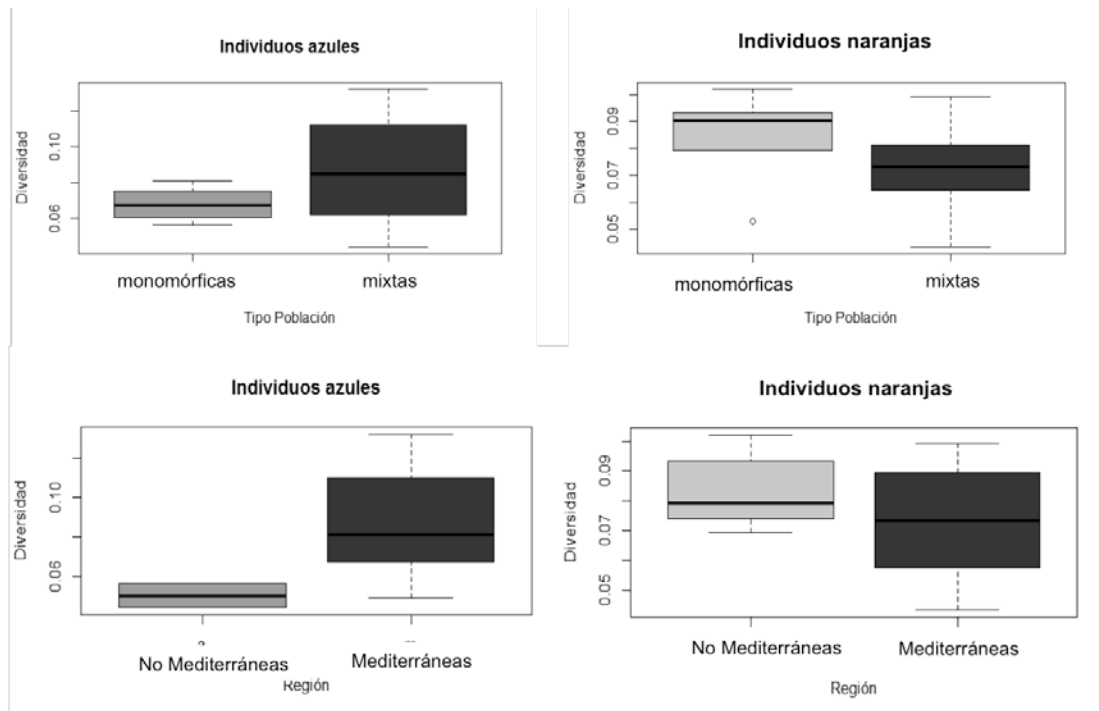 Individuos azules
Diversidad
0.10
0.06
monomórficas mixtas
Tipo Población
Individuos naranjas
Diversidad
0.09
0.07
0.05
monomórficas mixtas
Tipo Población
Individuos azules
Diversidad
0.10
0.06
No Mediterráneas Mediterráneas
Región
Individuos naranjas
Diversidad
0.09
0.07
0.05
No Mediterráneas Mediterráneas
Región